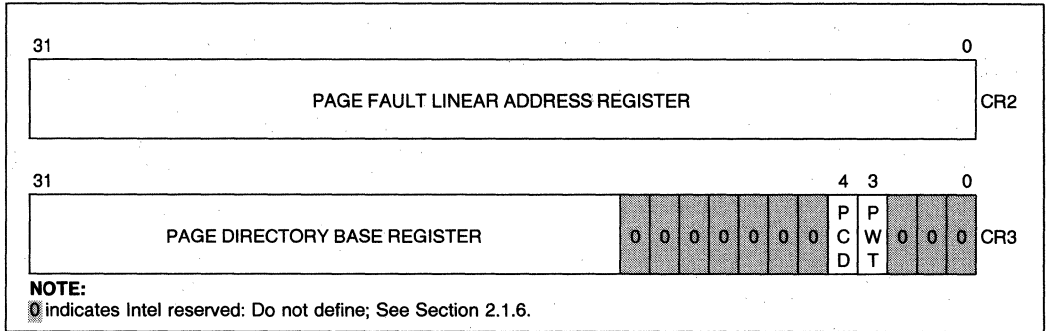 31 0
PAGE FAULT LINEAR ADDRESS REGISTER CR2
31 4 3 0
PAGE DIRECTORY BASE REGISTER 0 0 0 0 0 0 0 PCD PWT 0 0 0 CR3
NOTE:
0 indicates Intel reserved: Do not define; See Section 2.1.6.